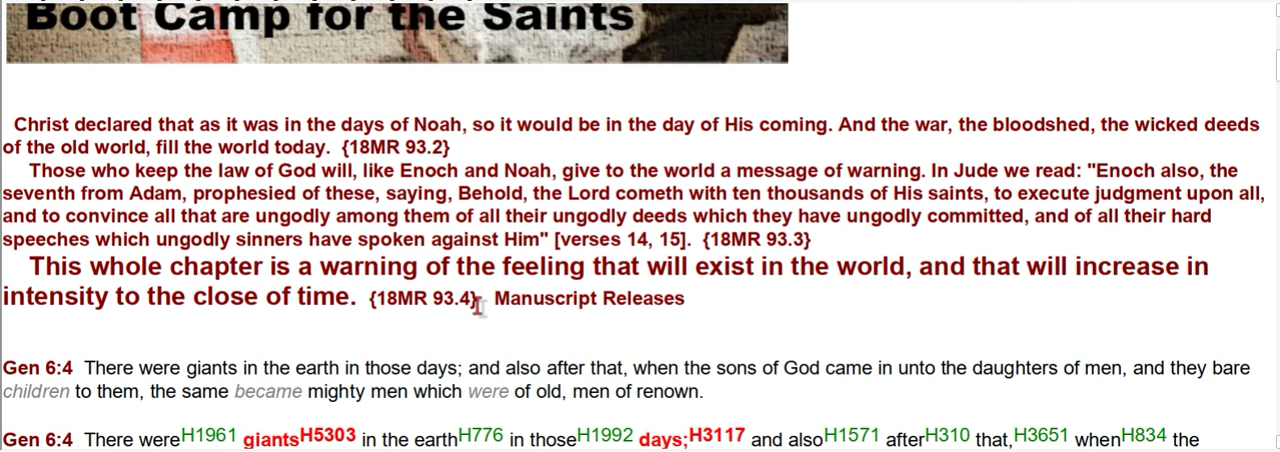 Boot Camp for the Saints
Christ declared that as it was in the days of Noah, so it would be in the day of His coming. And the war, the bloodshed, the wicked deeds
of the old world, fill the world today. {18MR 93.2}
Those who keep the law of God will, like Enoch and Noah, give to the world a message of warning. In Jude we read: "Enoch also, the
seventh from Adam, prophesied of these, saying, Behold, the Lord cometh with ten thousands of His saints, to execute judgment upon all,
and to convince all that are ungodly among them of all their ungodly deeds which they have ungodly committed, and of all their hard
speeches which ungodly sinners have spoken against Him" [verses 14, 15]. {18MR 93.3}
This whole chapter is a warning of the feeling that will exist in the world, and that will increase in
intensity to the close of time. {18MR 93.4} Manuscript Releases
Gen 6:4 There were giants in the earth in those days; and also after that, when the sons of God came in unto the daughters of men, and they bare
children to them, the same became mighty men which were of old, men of renown.
Gen 6:4 There wereH1961 giantsH5303 in the earthH776 in thoseH1992 days;H3117 and alsoH1571 afterH310 that,H3651 whenH834 the